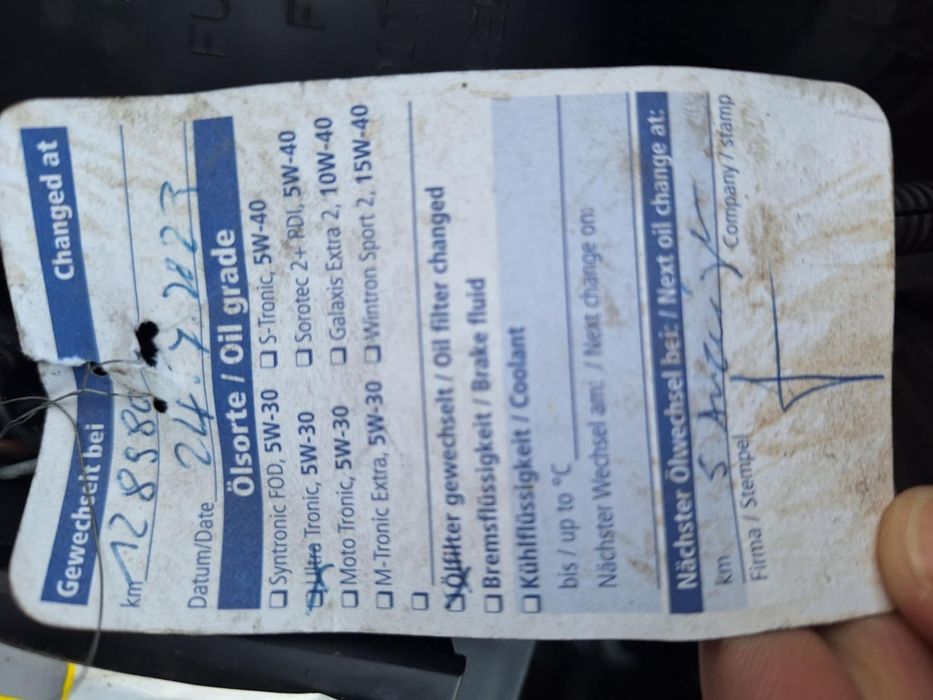 Gewechselt bei Changed at
km
Datum/Date 24.7.2023
Ölsorte / Oil grade
❏ Syntronic FOD, 5W-30 ❏ S-Tronic, 5W-40
Ultra Tronic, 5W-30 ❏ Sorotec 2+ RDI, 5W-40
❏ Moto Tronic, 5W-30 ❏ Galaxis Extra 2, 10W-40
❏ M-Tronic Extra, 5W-30 ❏ Wintron Sport 2, 15W-40
❏
Ölfilter gewechselt / Oil filter changed
❏ Bremsflüssigkeit / Brake fluid
❏ Kühlflüssigkeit / Coolant
bis / up to °C
Nächster Wechsel am: / Next change on:
Nächster Ölwechsel bei: / Next oil change at:
km
Firma / Stempel Company / stamp